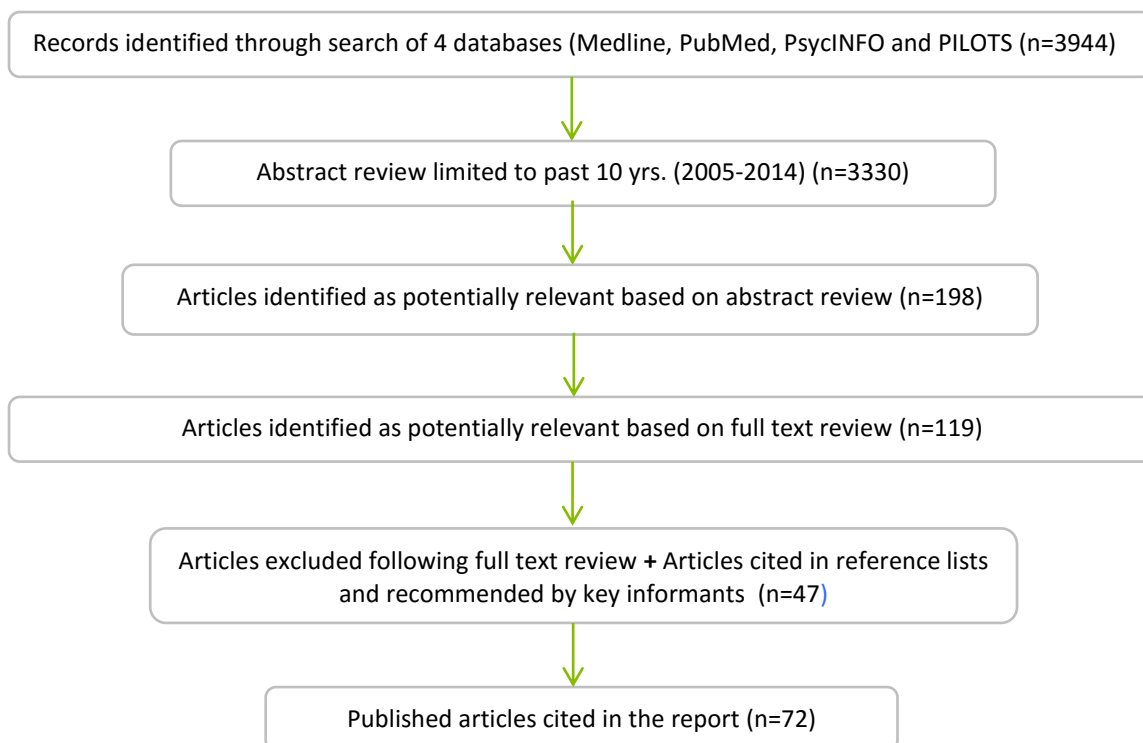 Records identified through search of 4 databases (Medline, PubMed, PsycINFO and PILOTS (n=3944)
Abstract review limited to past 10 yrs. (2005-2014) (n=3330)
Articles identified as potentially relevant based on abstract review (n=198)
Articles identified as potentially relevant based on full text review (n=119)
Articles excluded following full text review + Articles cited in reference lists
and recommended by key informants (n=47)
Published articles cited in the report (n=72)